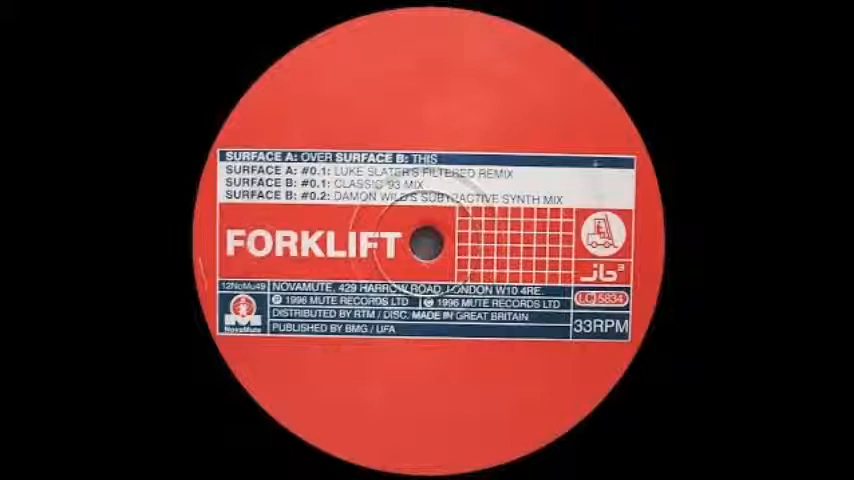 SURFACE A: OVER SURFACE B: THIS
SURFACE A: #0.1: LUKE SLATER'S FILTERED REMIX
SURFACE B: #0.1: CLASSIC 93 MIX
SURFACE B: #0.2: DAMON WILD'S SUBTRACTIVE SYNTH MIX
FORKLIFT
jb³
12NoMu49
NOVAMUTE, 429 HARROW ROAD, LONDON W10 4RE.
Ⓟ 1996 MUTE RECORDS LTD
© 1996 MUTE RECORDS LTD
LC 5834
DISTRIBUTED BY RTM / DISC. MADE IN GREAT BRITAIN
NovaMute
PUBLISHED BY BMG / UFA
33RPM